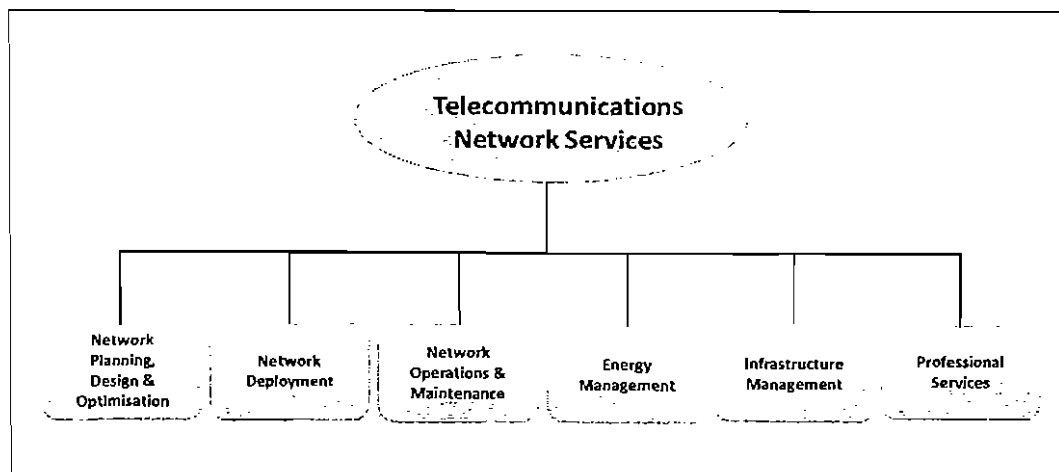 Telecommunications
Network Services
Network
Planning,
Design &
Optimisation
Network
Deployment
Network
Operations &
Maintenance
Energy
Management
Infrastructure
Management
Professional
Services